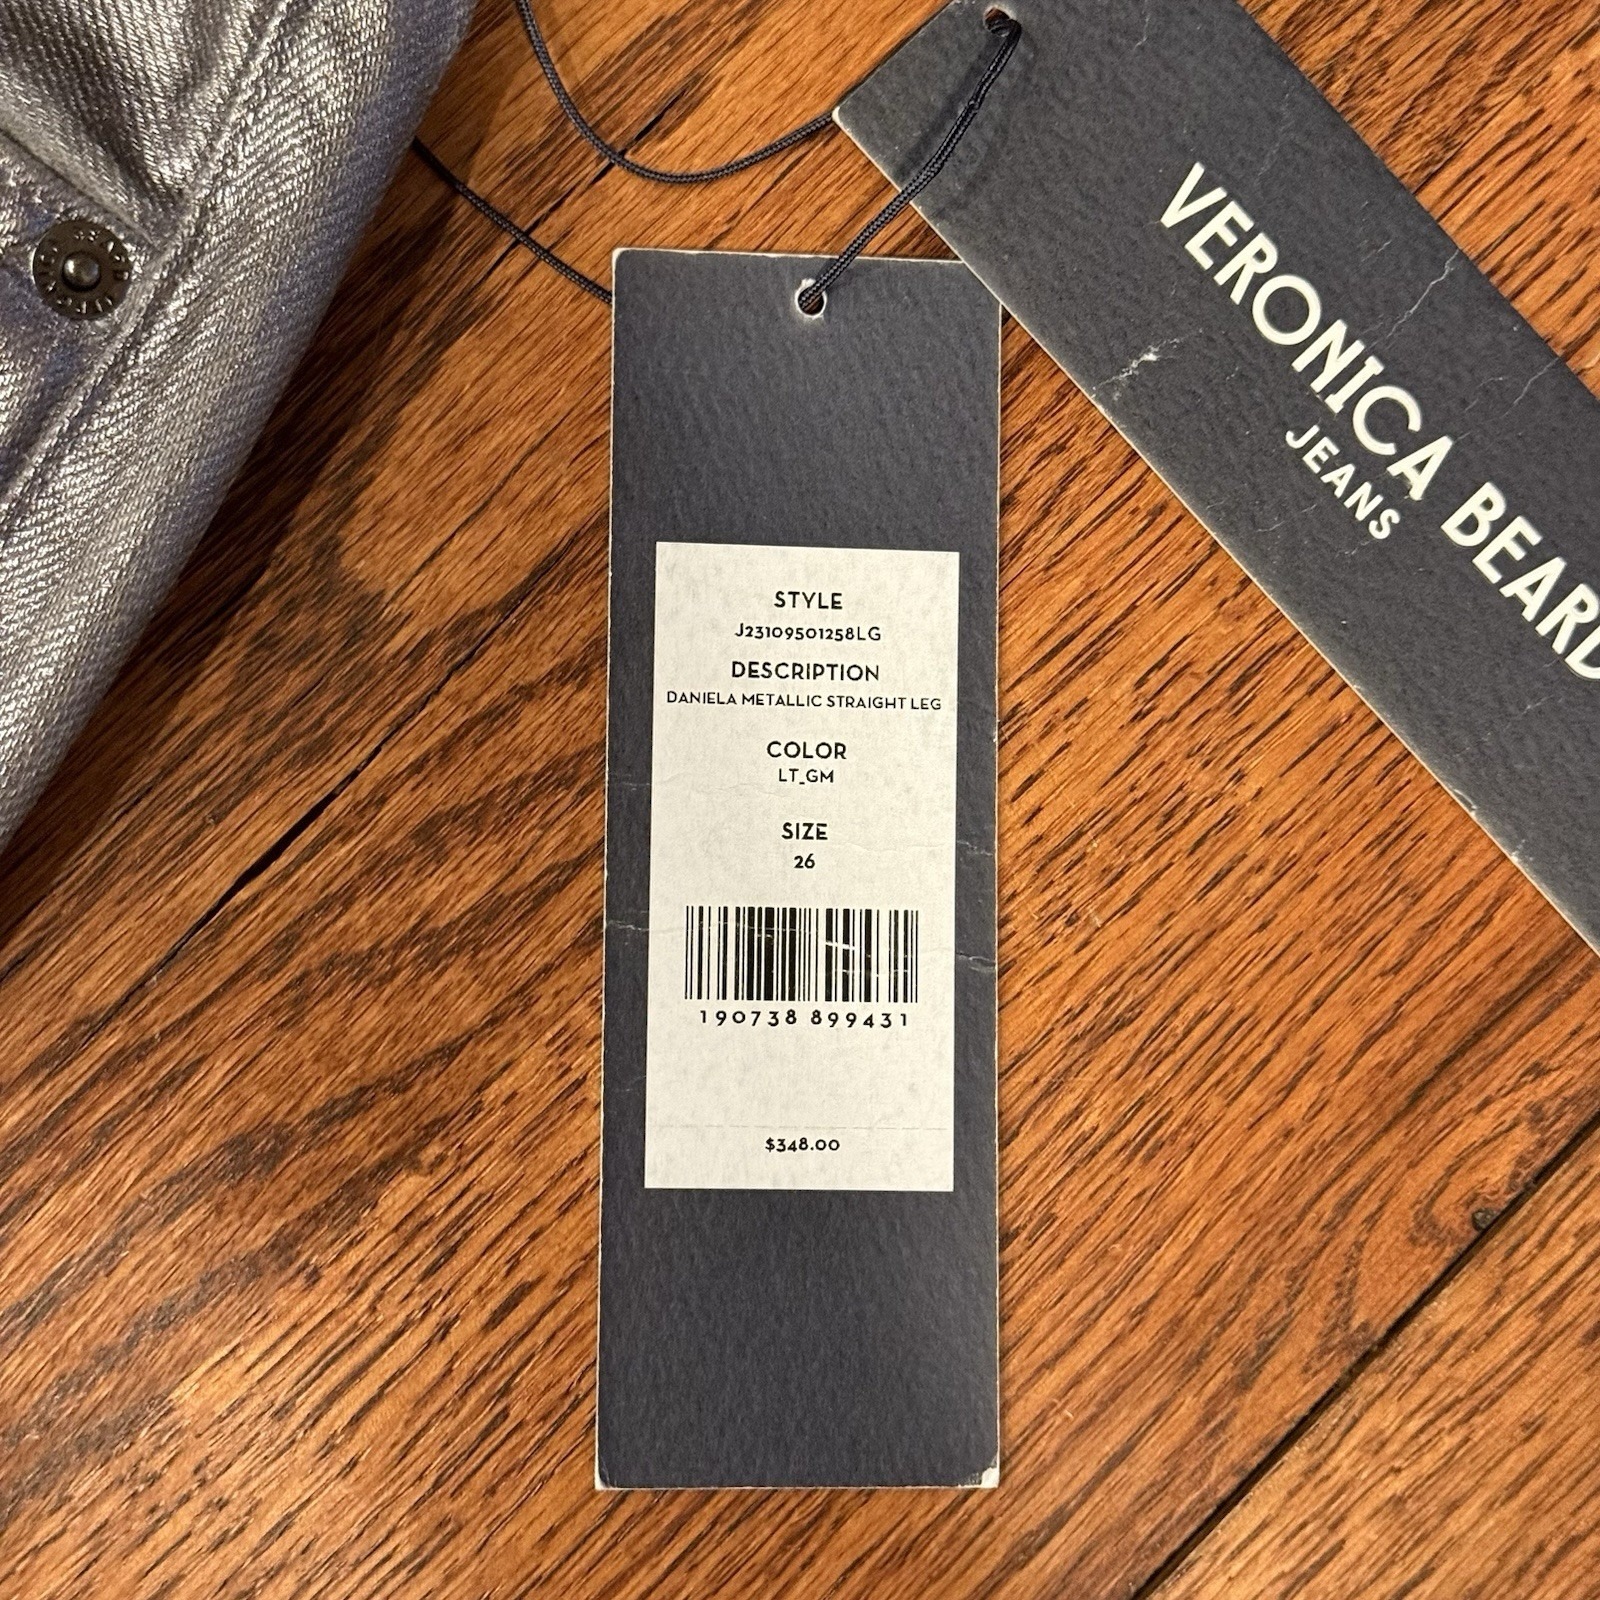 VERONICA BEARD
JEANS
STYLE
J23109501258LG
DESCRIPTION
DANIELA METALLIC STRAIGHT LEG
COLOR
LT_GM
SIZE
26
190738 899431
$348.00